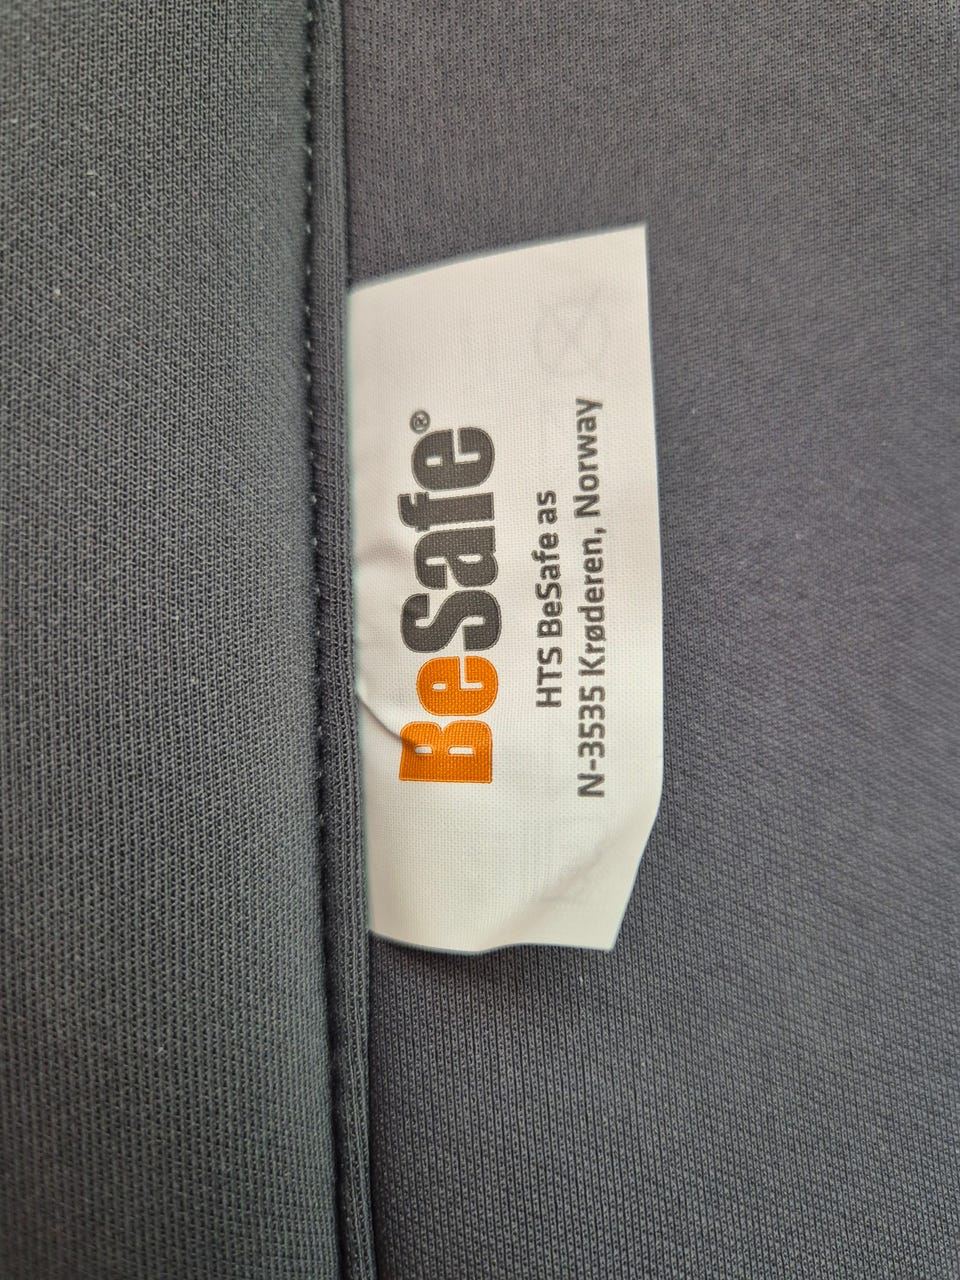 BeSafe®
HTS BeSafe as
N-3535 Krøderen, Norway